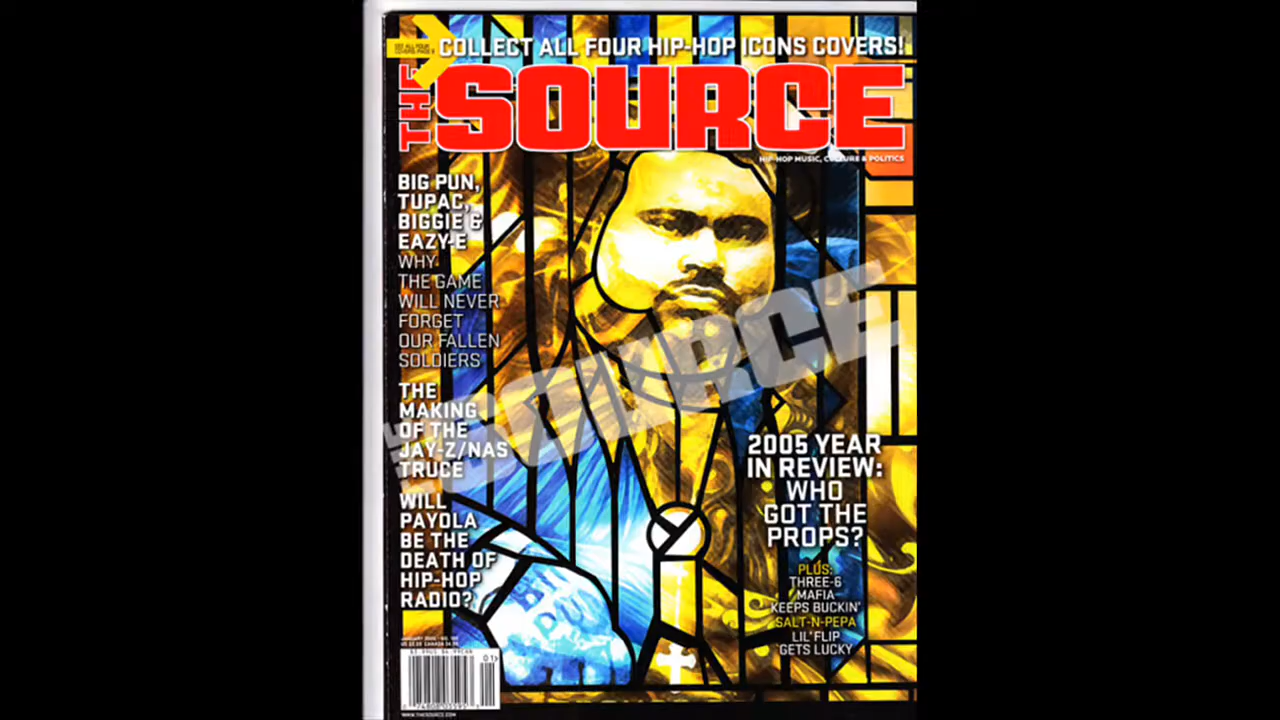 COLLECT ALL FOUR HIP-HOP ICONS COVERS!
THE SOURCE
HIP-HOP MUSIC, CULTURE & POLITICS
BIG PUN,
TUPAC,
BIGGIE &
EAZY-E
WHY
THE GAME
WILL NEVER
FORGET
OUR FALLEN
SOLDIERS
THE
MAKING
OF THE
JAY-Z/NAS
TRUCE
WILL
PAYOLA
BE THE
DEATH OF
HIP-HOP
RADIO?
THE SOURCE
2005 YEAR
IN REVIEW:
WHO
GOT THE
PROPS?
PLUS:
THREE-6
MAFIA
KEEPS BUCKIN'
SALT-N-PEPA
LIL' FLIP
GETS LUCKY
01
WWW.THESOURCE.COM